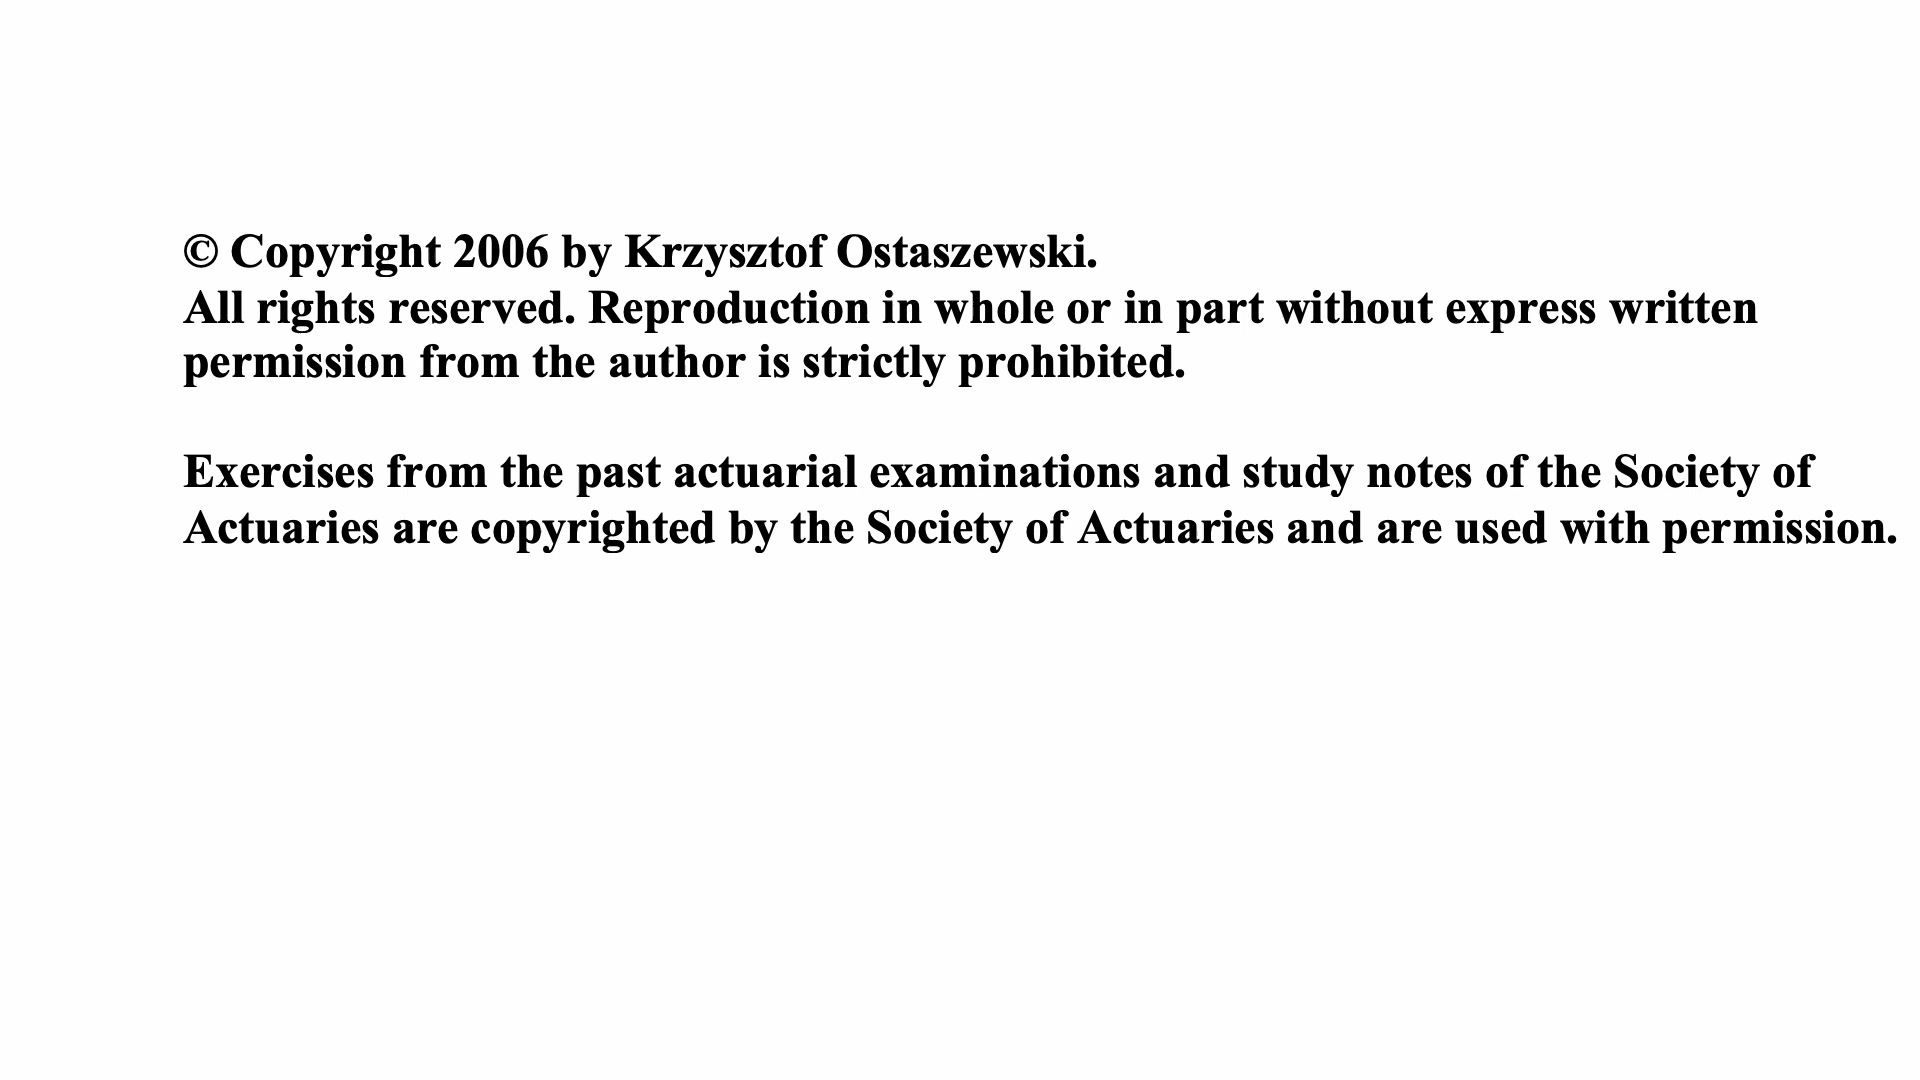 © Copyright 2006 by Krzysztof Ostaszewski.
All rights reserved. Reproduction in whole or in part without express written
permission from the author is strictly prohibited.
Exercises from the past actuarial examinations and study notes of the Society of
Actuaries are copyrighted by the Society of Actuaries and are used with permission.